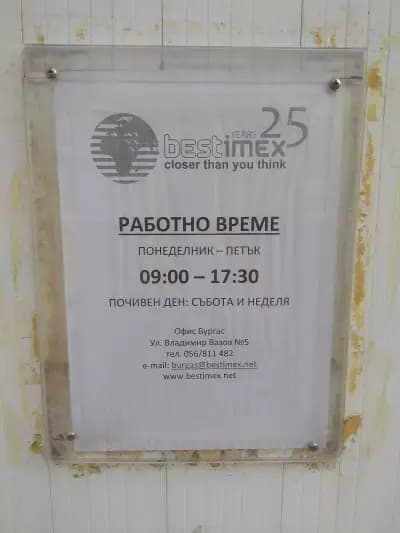 YEARS 25
bestimex
closer than you think
РАБОТНО ВРЕМЕ
ПОНЕДЕЛНИК – ПЕТЪК
09:00 – 17:30
ПОЧИВЕН ДЕН: СЪБОТА И НЕДЕЛЯ
Офис Бургас
Ул. Владимир Вазов №5
тел. 056/811 482
e-mail: burgas@bestimex.net
www.bestimex.net